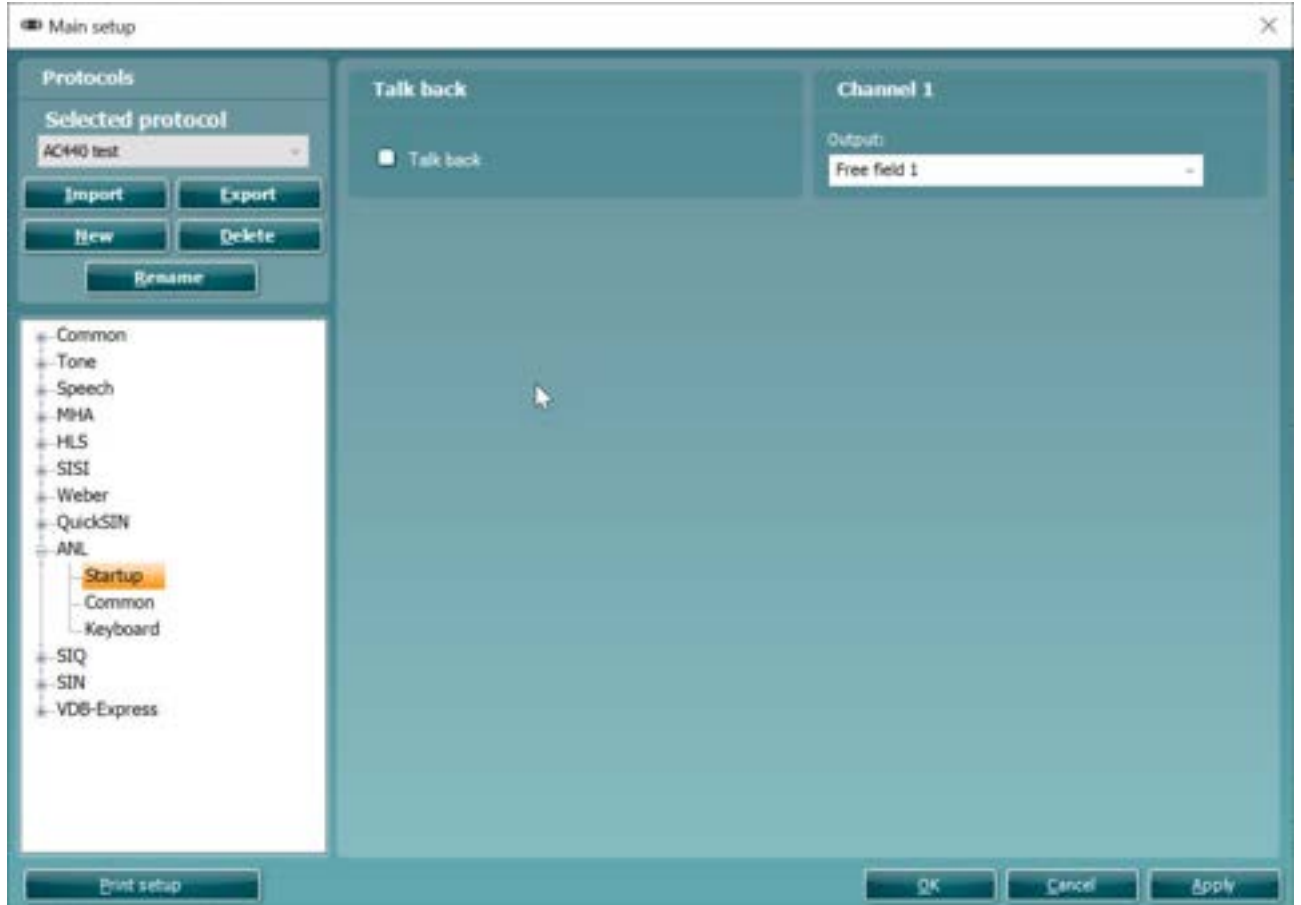 Main setup
Protocols
Selected protocol
AC440 test
Import
Export
New
Delete
Rename
Common
Tone
Speech
MHA
HLS
SISI
Weber
QuickSIN
ANL
Startup
Common
Keyboard
SIQ
SIN
VDB-Express
Talk back
Talk back
Channel 1
Output:
Free field 1
Print setup
OK
Cancel
Apply